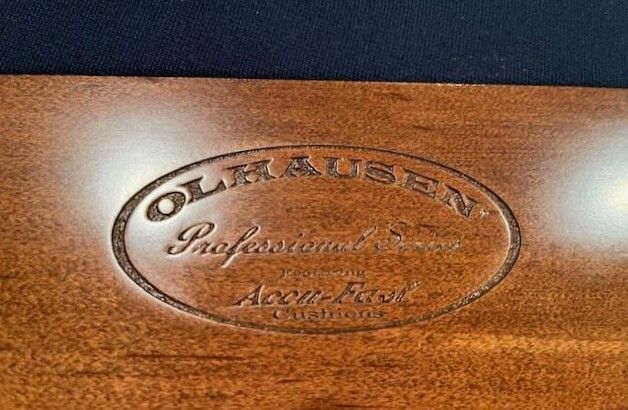 OLHAUSEN
Professional Series
Featuring
Accu-Fast
Cushions